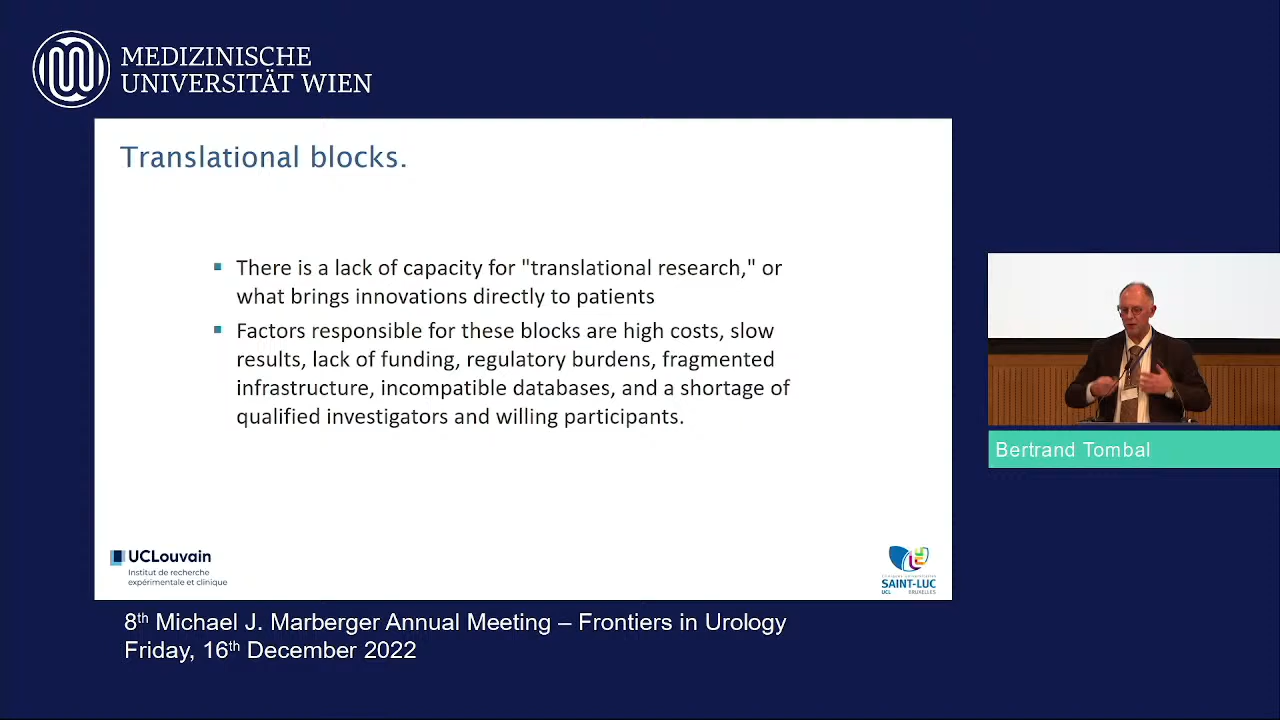 MEDIZINISCHE
UNIVERSITÄT WIEN
Translational blocks.
There is a lack of capacity for "translational research," or
what brings innovations directly to patients
Factors responsible for these blocks are high costs, slow
results, lack of funding, regulatory burdens, fragmented
infrastructure, incompatible databases, and a shortage of
qualified investigators and willing participants.
UCLouvain
Institut de recherche
expérimentale et clinique
Cliniques universitaires
SAINT-LUC
UCL BRUXELLES
Bertrand Tombal
8th Michael J. Marberger Annual Meeting – Frontiers in Urology
Friday, 16th December 2022